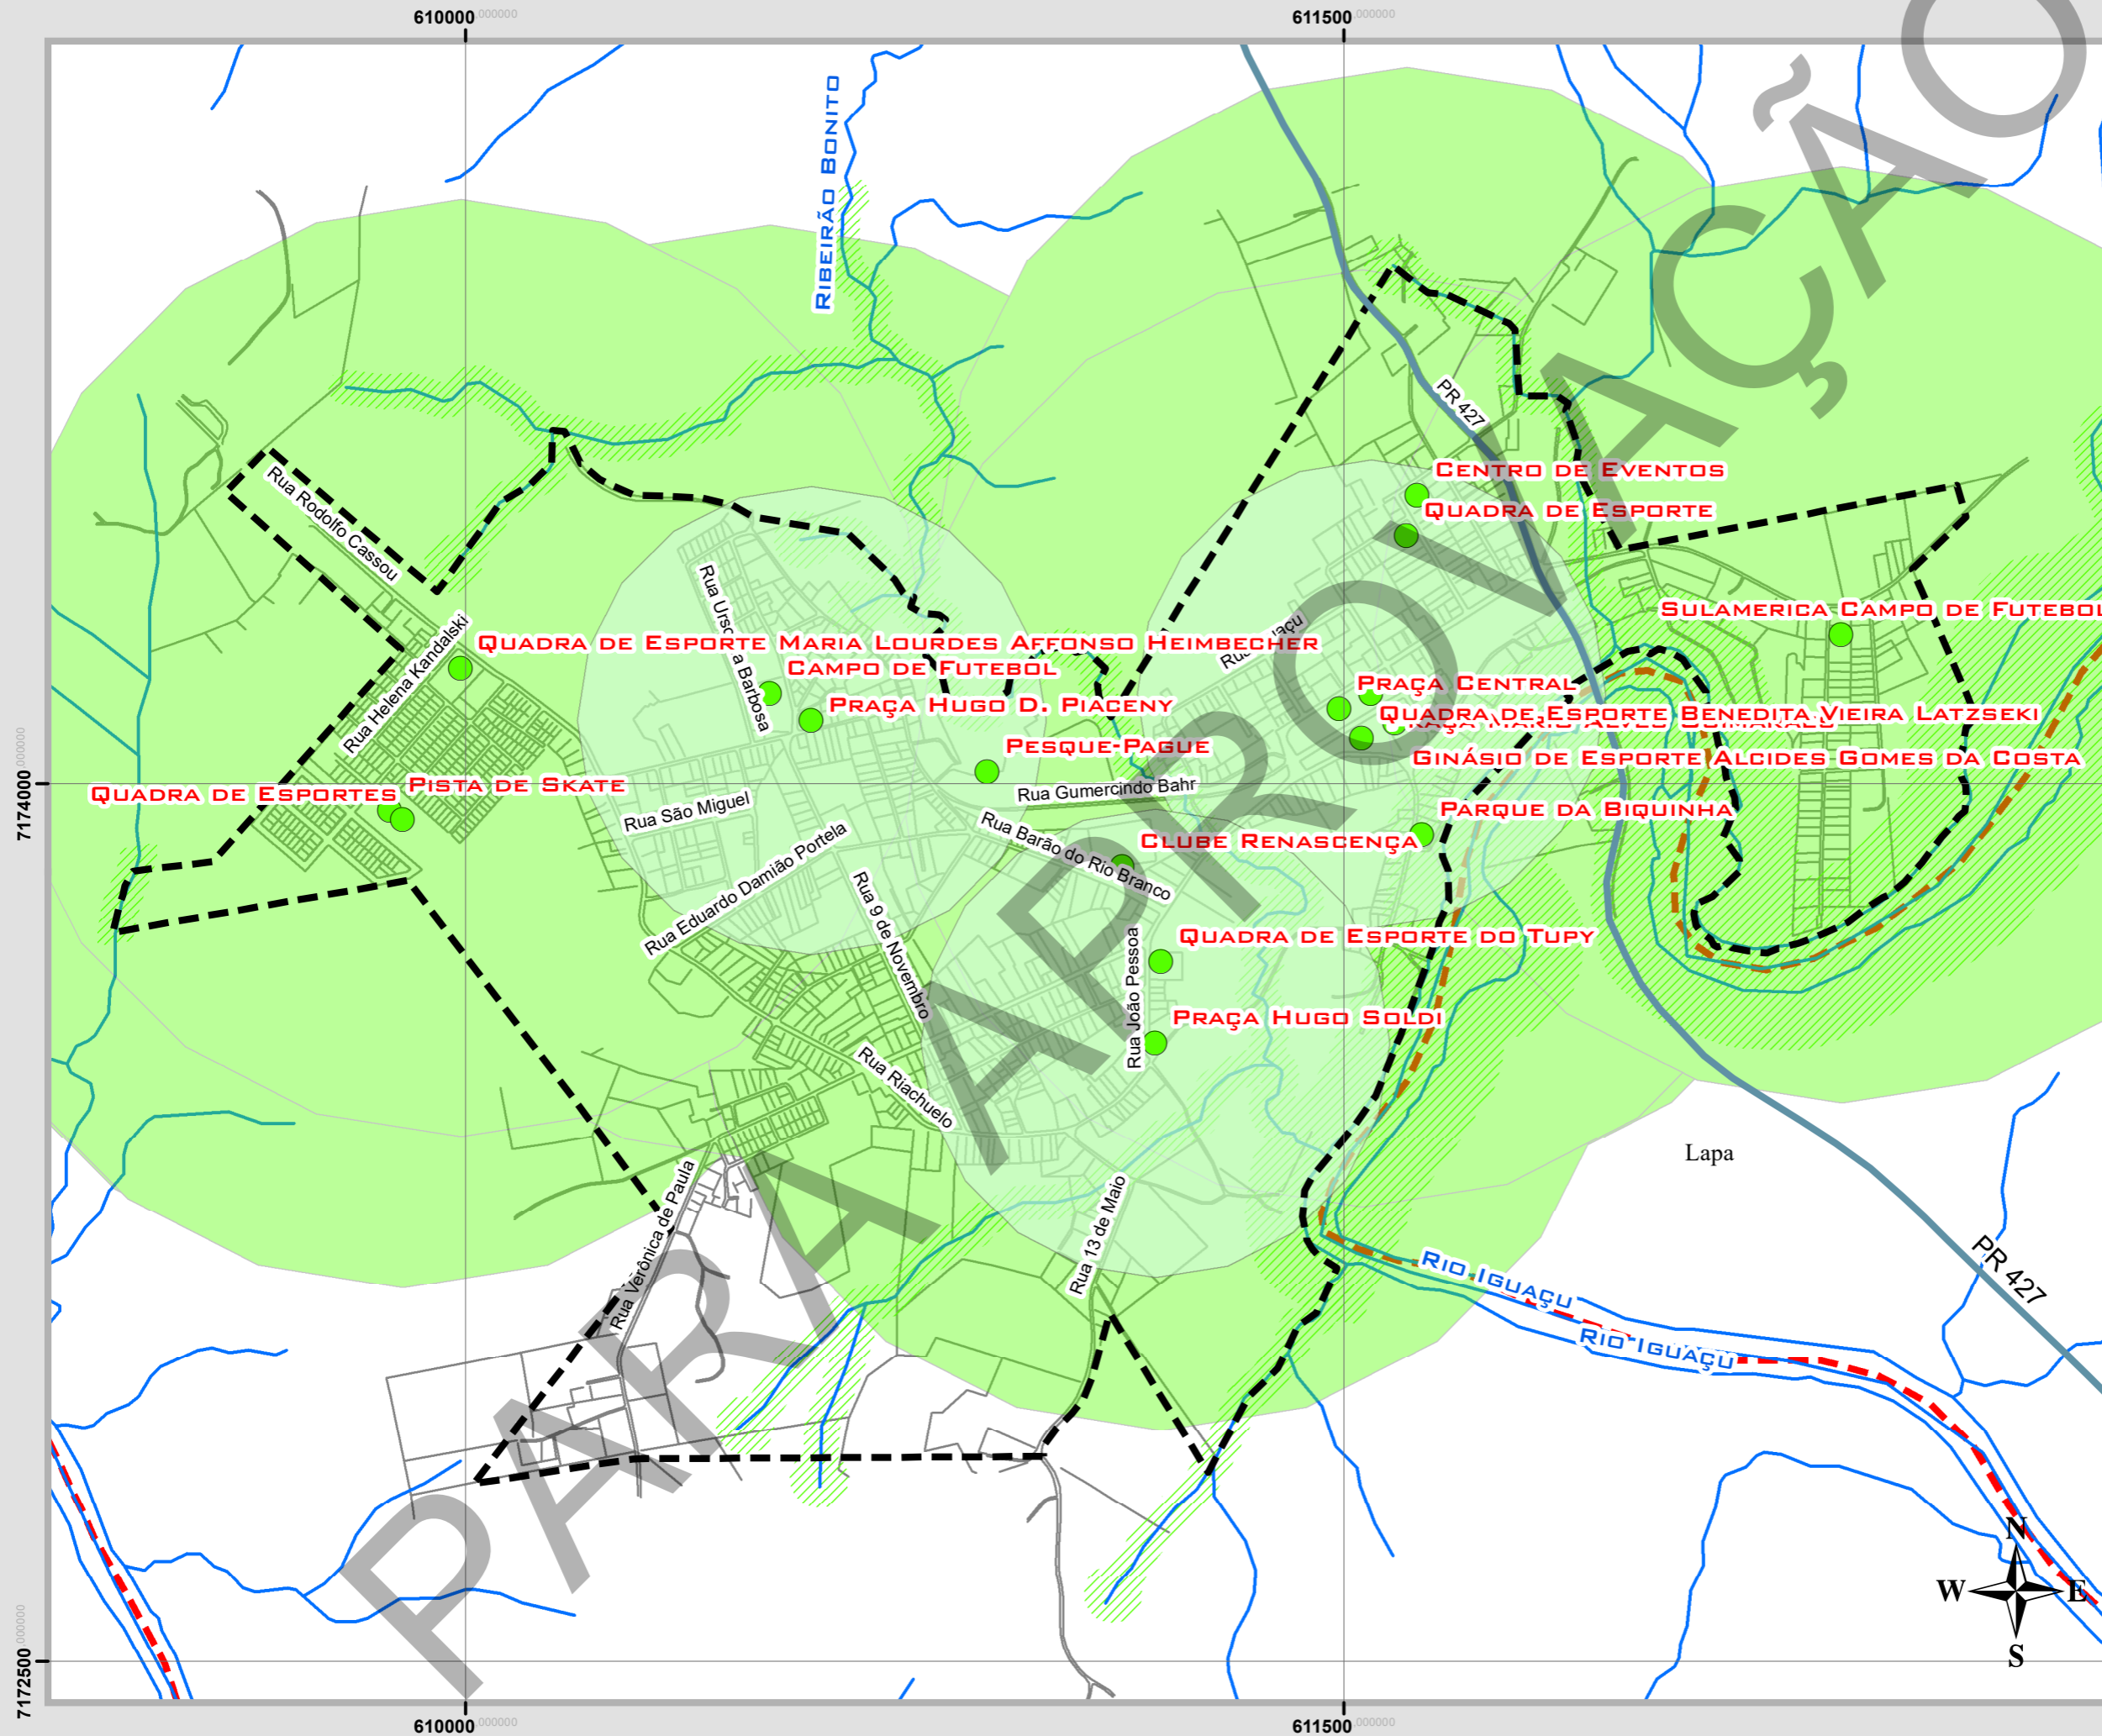 610000.000000
611500.000000
RIBEIRÃO BONITO
PR 427
CENTRO DE EVENTOS
QUADRA DE ESPORTE
Rua Rodolfo Cassou
SULAMERICA CAMPO DE FUTEBOL
Rua Helena Kandalski
QUADRA DE ESPORTE MARIA LOURDES AFFONSO HEIMBECHER
CAMPO DE FUTEBOL
PRAÇA HUGO D. PIACENY
PRAÇA CENTRAL
QUADRA DE ESPORTE BENEDITA VIEIRA LATZSEKI
PESQUE-PAGUE
GINÁSIO DE ESPORTE ALCIDES GOMES DA COSTA
7174000.000000
QUADRA DE ESPORTES
PISTA DE SKATE
Rua Gumercindo Bahr
Rua São Miguel
PARQUE DA BIQUINHA
Rua Barão do Rio Branco
CLUBE RENASCENÇA
Rua Eduardo Damião Portela
Rua 9 de Novembro
Rua João Pessoa
QUADRA DE ESPORTE DO TUPY
PRAÇA HUGO SOLDI
Rua Riachuelo
Lapa
Rua Verônica de Paula
Rua 13 de Maio
RIO IGUAÇU
RIO IGUAÇU
PR 427
N
W
E
S
7172500.000000
610000.000000
611500.000000
PARA APROVAÇÃO